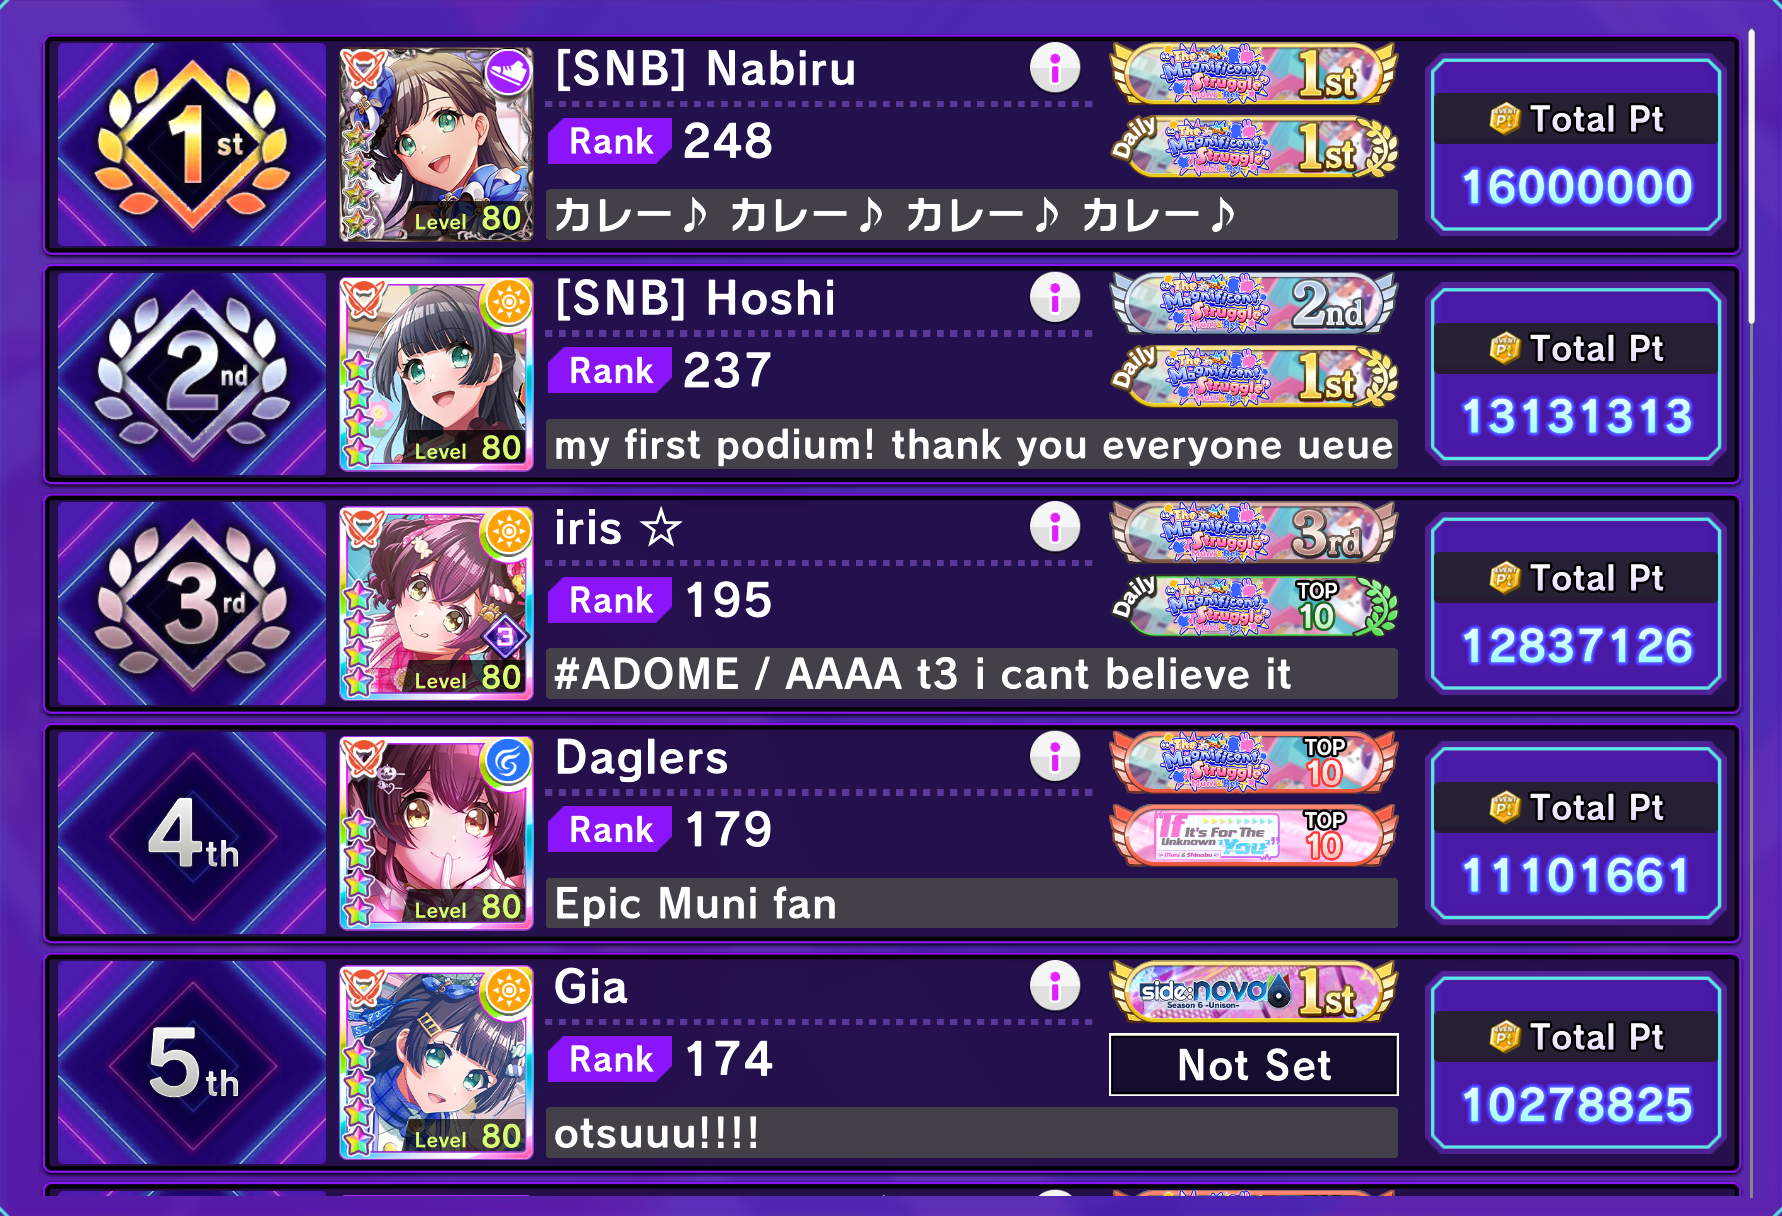 1st
Level 80
[SNB] Nabiru
Rank 248
カレー♪ カレー♪ カレー♪ カレー♪
"The Magnificent Struggle" 1st
Daily "The Magnificent Struggle" 1st
Total Pt
16000000
2nd
Level 80
[SNB] Hoshi
Rank 237
my first podium! thank you everyone ueue
"The Magnificent Struggle" 2nd
Daily "The Magnificent Struggle" 1st
Total Pt
13131313
3rd
3
Level 80
iris ☆
Rank 195
#ADOME / AAAA t3 i cant believe it
"The Magnificent Struggle" 3rd
Daily "The Magnificent Struggle" TOP 10
Total Pt
12837126
4th
Level 80
Daglers
Rank 179
Epic Muni fan
"The Magnificent Struggle" TOP 10
"If It's For The Unknown You" Muni & Shinobu TOP 10
Total Pt
11101661
5th
Level 80
Gia
Rank 174
otsuuu!!!!
side:novo Season 6 -Unison- 1st
Not Set
Total Pt
10278825